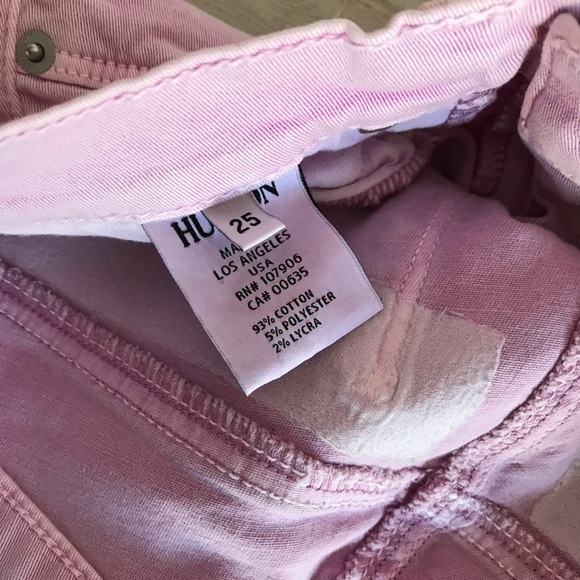 25
LOS ANGELES
USA
RN# 107906
CA# 00635
93% COTTON
5% POLYESTER
2% LYCRA